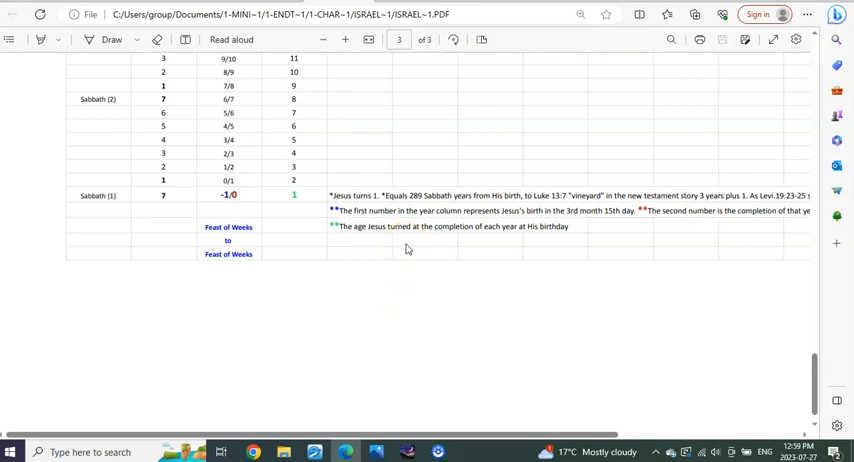 C:/Users/group/Documents/1-MINI~1/1-ENDT~1/1-CHAR~1/ISRAEL~1/ISRAEL~1.PDF
File
Sign in
Draw
Read aloud
3 of 3
3 9/10 11
2 8/9 10
1 7/8 9
Sabbath (2) 7 6/7 8
6 5/6 7
5 4/5 6
4 3/4 5
3 2/3 4
2 1/2 3
1 0/1 2
Sabbath (1) 7 -1/0 1 *Jesus turns 1. *Equals 289 Sabbath years from His birth, to Luke 13:7 "vineyard" in the new testament story 3 years plus 1. As Levi.19:23-25 s
**The first number in the year column represents Jesus's birth in the 3rd month 15th day. **The second number is the completion of that ye
Feast of Weeks **The age Jesus turned at the completion of each year at His birthday
to
Feast of Weeks
Type here to search
17°C Mostly cloudy
ENG
12:59 PM
2023-07-27
2